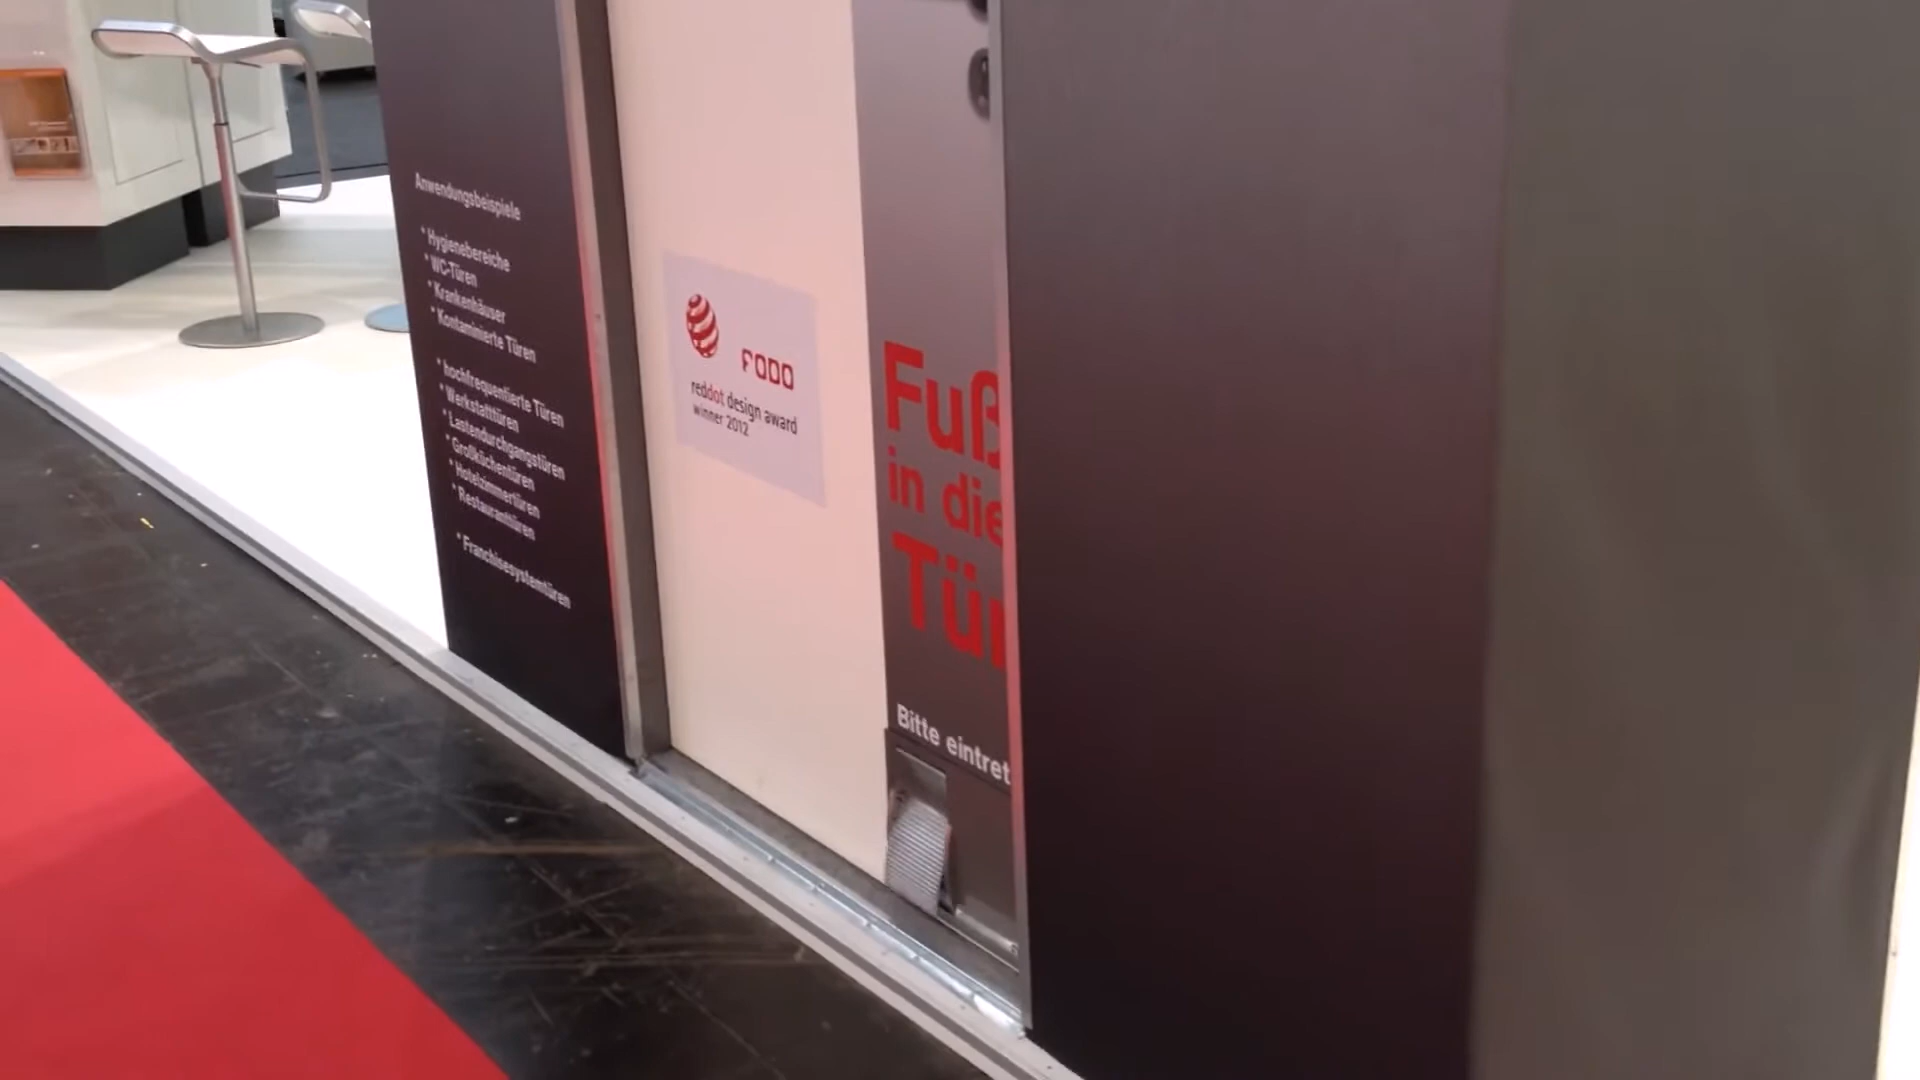 Anwendungsbeispiele
* Hygienebereiche
* WC-Türen
* Krankenhäuser
* Kontaminierte Türen
* hochfrequentierte Türen
* Werkstatttüren
* Lastendurchgangstüren
* Großküchentüren
* Hotelzimmertüren
* Restauranttüren
* Franchisesystemtüren
FODO
reddot design award
winner 2012
Fuß
in die
Tür
Bitte eintret